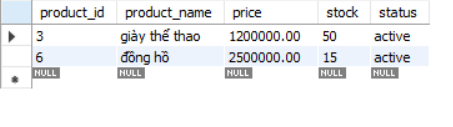 product_id product_name price stock status
3 giày thể thao 1200000.00 50 active
6 đồng hồ 2500000.00 15 active
NULL NULL NULL NULL NULL